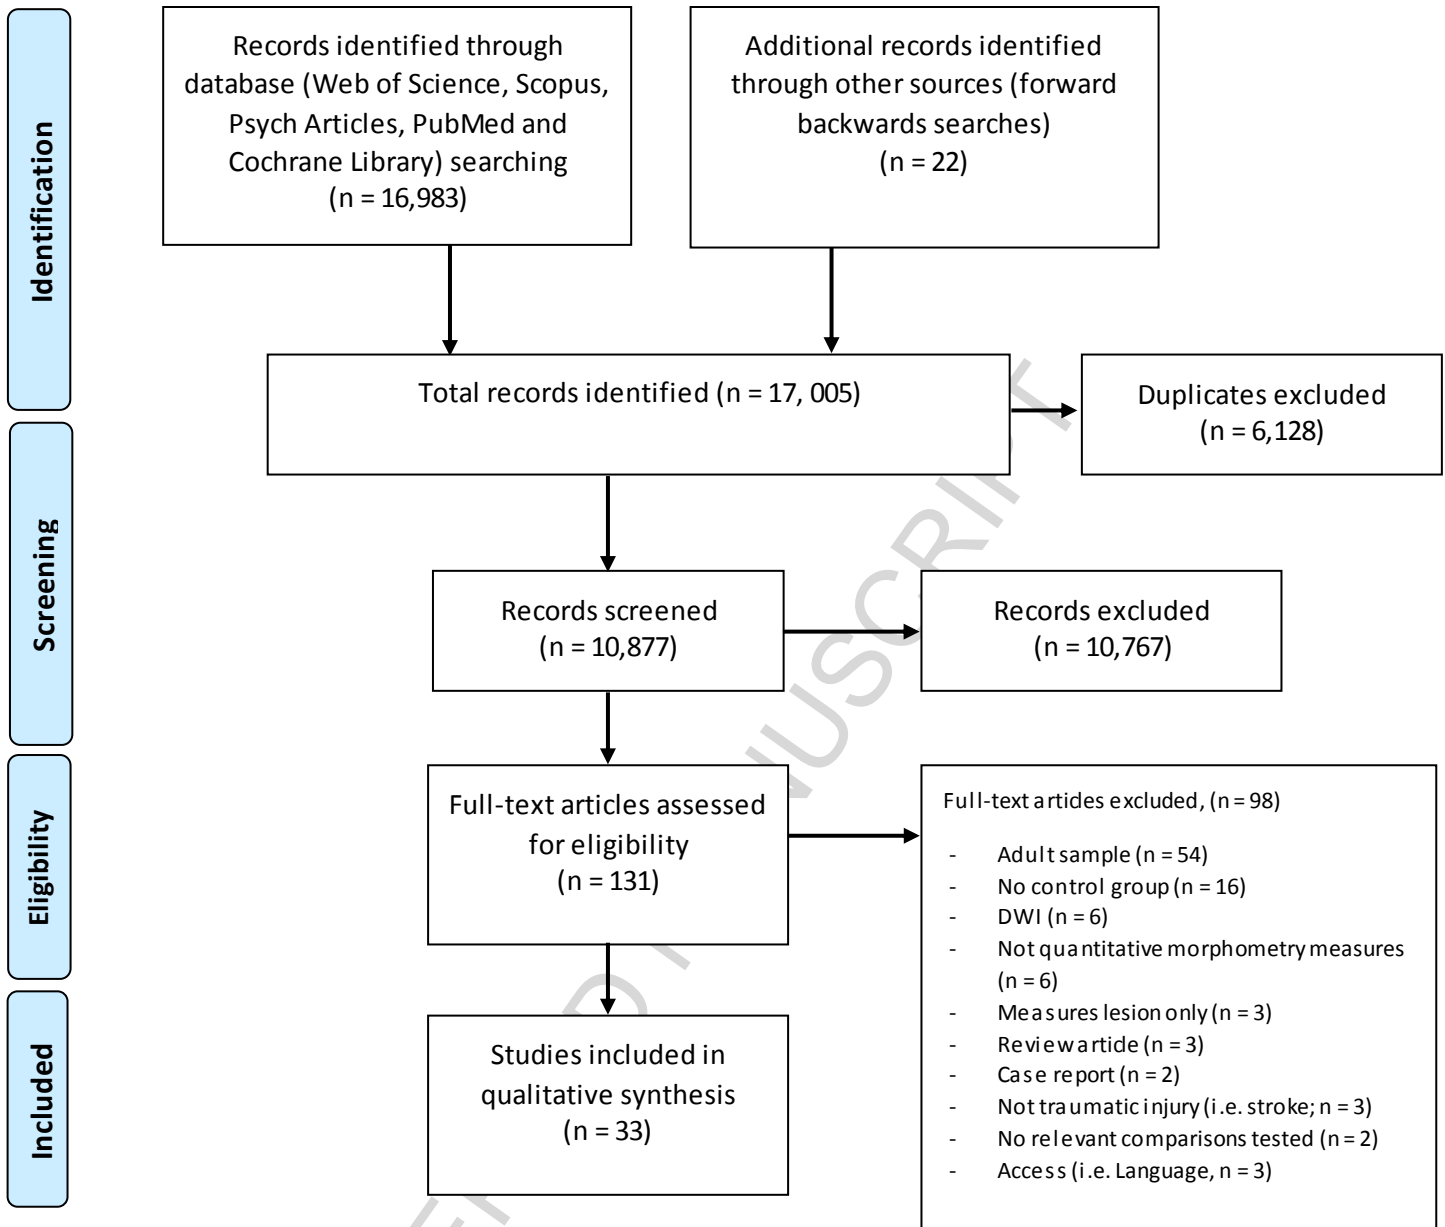 Identification
Records identified through
database (Web of Science, Scopus,
Psych Articles, PubMed and
Cochrane Library) searching
(n = 16,983)
Additional records identified
through other sources (forward
backwards searches)
(n = 22)
Total records identified (n = 17, 005)
Duplicates excluded
(n = 6,128)
Screening
Records screened
(n = 10,877)
Records excluded
(n = 10,767)
Eligibility
Full-text articles assessed
for eligibility
(n = 131)
Full-text articles excluded, (n = 98)
- Adult sample (n = 54)
- No control group (n = 16)
- DWI (n = 6)
- Not quantitative morphometry measures
(n = 6)
- Measures lesion only (n = 3)
- Review article (n = 3)
- Case report (n = 2)
- Not traumatic injury (i.e. stroke; n = 3)
- No relevant comparisons tested (n = 2)
- Access (i.e. Language, n = 3)
Included
Studies included in
qualitative synthesis
(n = 33)